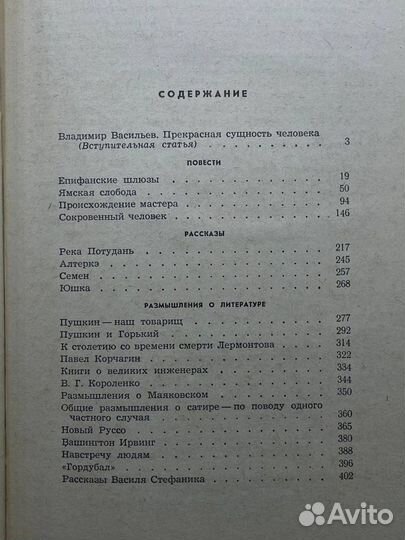 СОДЕРЖАНИЕ
Владимир Васильев. Прекрасная сущность человека
(Вступительная статья) . . . . . . . . . . 3
ПОВЕСТИ
Епифанские шлюзы . . . . . . . . . . 19
Ямская слобода . . . . . . . . . . 50
Происхождение мастера . . . . . . . . . . 94
Сокровенный человек . . . . . . . . . . 146
РАССКАЗЫ
Река Потудань . . . . . . . . . . 217
Алтеркэ . . . . . . . . . . 245
Семен . . . . . . . . . . 257
Юшка . . . . . . . . . . 268
РАЗМЫШЛЕНИЯ О ЛИТЕРАТУРЕ
Пушкин — наш товарищ . . . . . . . . . . 277
Пушкин и Горький . . . . . . . . . . 292
К столетию со времени смерти Лермонтова . . . . 314
Павел Корчагин . . . . . . . . . . 322
Книги о великих инженерах . . . . . . . . . . 334
В. Г. Короленко . . . . . . . . . . 344
Размышления о Маяковском . . . . . . . . . . 350
Общие размышления о сатире — по поводу одного
частного случая . . . . . . . . . . 360
Новый Руссо . . . . . . . . . . 365
Вашингтон Ирвинг . . . . . . . . . . 380
Навстречу людям . . . . . . . . . . 388
«Гордубал» . . . . . . . . . . 396
Рассказы Василя Стефаника . . . . . . . . . . 402
Avito